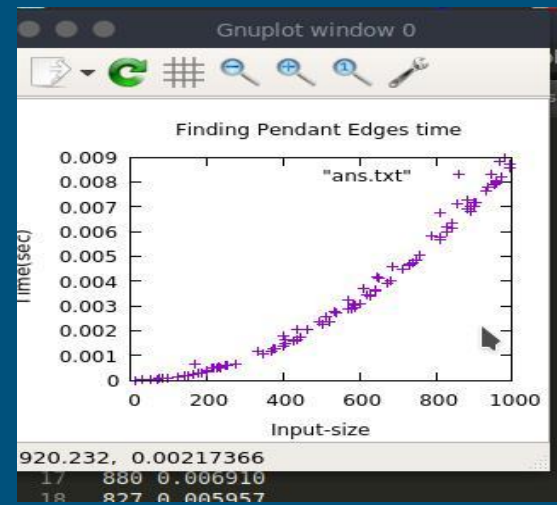 Gnuplot window 0
Finding Pendant Edges time
"ans.txt"
0.009
0.008
0.007
0.006
0.005
0.004
0.003
0.002
0.001
0
Time(sec)
0 200 400 600 800 1000
Input-size
920.232, 0.00217366
17 880 0.006910
18 827 0.005957